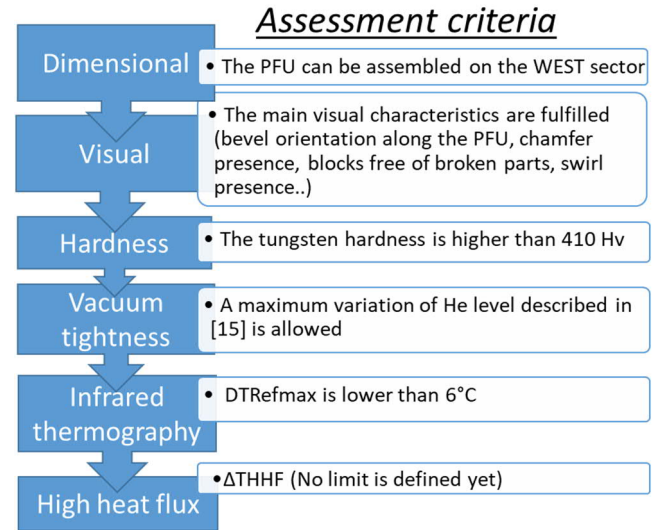 Assessment criteria
Dimensional
• The PFU can be assembled on the WEST sector
Visual
• The main visual characteristics are fulfilled
(bevel orientation along the PFU, chamfer
presence, blocks free of broken parts, swirl
presence..)
Hardness
• The tungsten hardness is higher than 410 Hv
Vacuum
tightness
• A maximum variation of He level described in
[15] is allowed
Infrared
thermography
• DTRefmax is lower than 6°C
High heat flux
•ΔTHHF (No limit is defined yet)